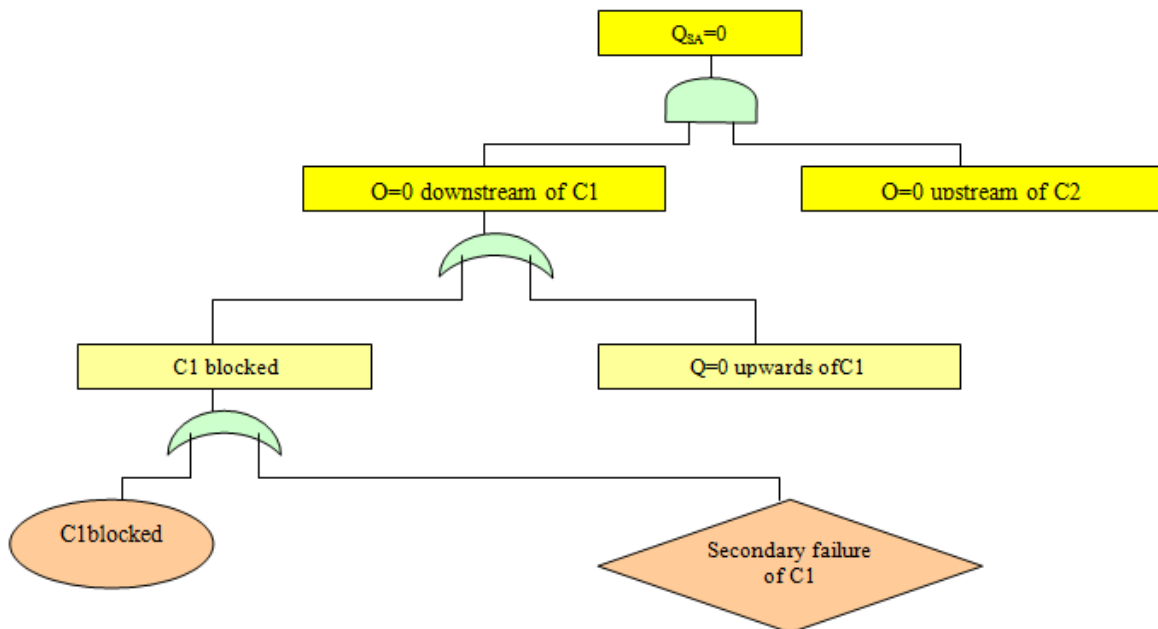 QSA=0
O=0 downstream of C1
O=0 upstream of C2
C1 blocked
Q=0 upwards ofC1
C1blocked
Secondary failure
of C1